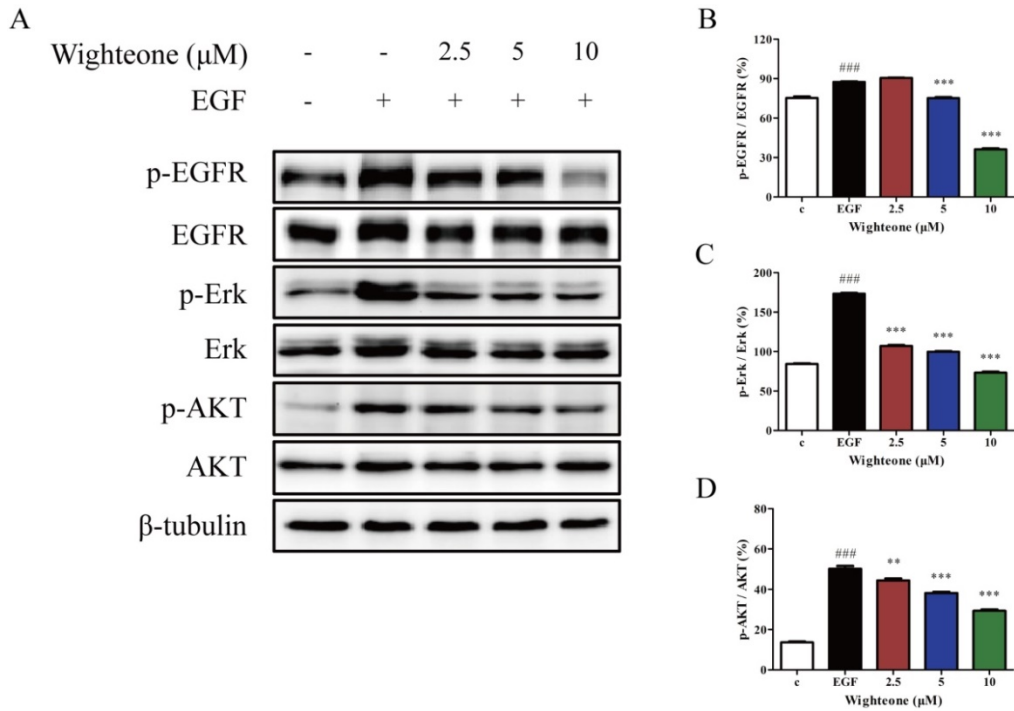 A
Wighteone (μM) - - 2.5 5 10
EGF - + + + +
p-EGFR
EGFR
p-Erk
Erk
p-AKT
AKT
β-tubulin
B
p-EGFR / EGFR (%)
120
90
60
30
0
###
***
***
c EGF 2.5 5 10
Wighteone (μM)
C
p-Erk / Erk (%)
200
150
100
50
0
###
***
***
***
c EGF 2.5 5 10
Wighteone (μM)
D
p-AKT / AKT (%)
80
60
40
20
0
###
**
***
***
c EGF 2.5 5 10
Wighteone (μM)